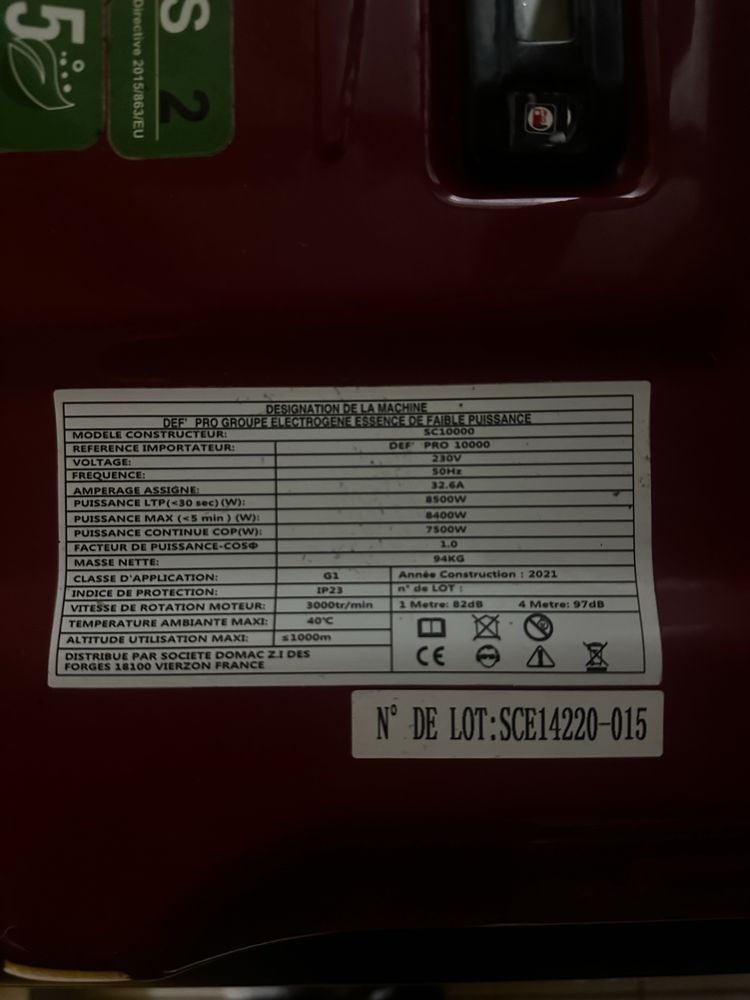 S 2
5
Directive 2015/863/EU
DESIGNATION DE LA MACHINE
DEF' PRO GROUPE ELECTROGENE ESSENCE DE FAIBLE PUISSANCE
MODELE CONSTRUCTEUR: SC10000
REFERENCE IMPORTATEUR: DEF' PRO 10000
VOLTAGE: 230V
FREQUENCE: 50Hz
AMPERAGE ASSIGNE: 32.6A
PUISSANCE LTP(<30 sec) (W): 8500W
PUISSANCE MAX (<5 min ) (W): 8400W
PUISSANCE CONTINUE COP(W): 7500W
FACTEUR DE PUISSANCE-COSΦ 1.0
MASSE NETTE: 94KG
CLASSE D'APPLICATION: G1 Année Construction : 2021
INDICE DE PROTECTION: IP23 n° de LOT :
VITESSE DE ROTATION MOTEUR: 3000tr/min 1 Metre: 82dB 4 Metre: 97dB
TEMPERATURE AMBIANTE MAXI: 40℃
ALTITUDE UTILISATION MAXI: ≤1000m
CE
DISTRIBUE PAR SOCIETE DOMAC Z.I DES
FORGES 18100 VIERZON FRANCE
N° DE LOT:SCE14220-015